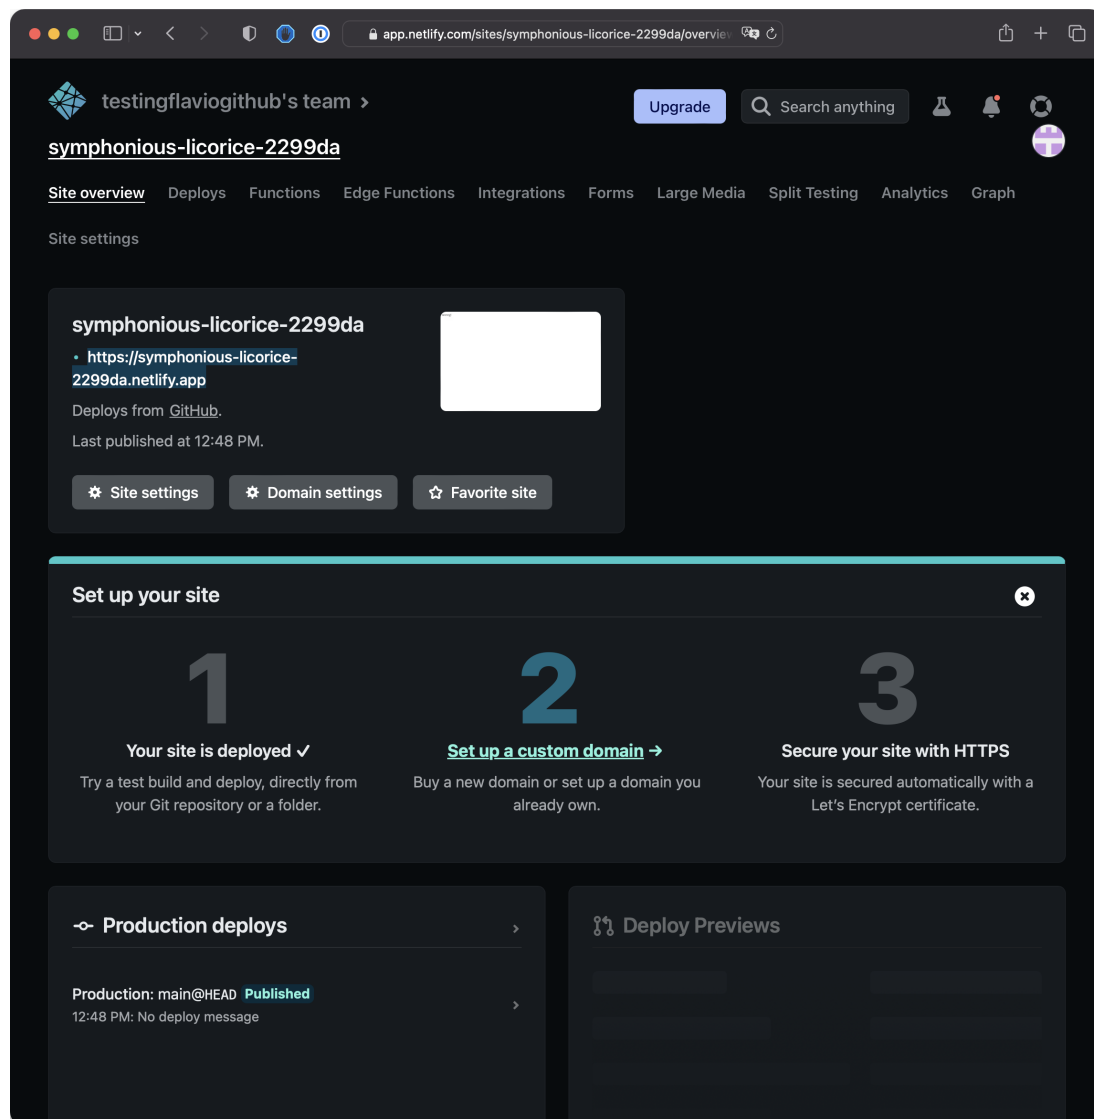 app.netlify.com/sites/symphonious-licorice-2299da/overview
testingflaviogithub's team
Upgrade
Search anything
symphonious-licorice-2299da
Site overview Deploys Functions Edge Functions Integrations Forms Large Media Split Testing Analytics Graph
Site settings
symphonious-licorice-2299da
https://symphonious-licorice-
2299da.netlify.app
Deploys from GitHub.
Last published at 12:48 PM.
Site settings
Domain settings
Favorite site
Set up your site
1
Your site is deployed ✓
Try a test build and deploy, directly from
your Git repository or a folder.
2
Set up a custom domain →
Buy a new domain or set up a domain you
already own.
3
Secure your site with HTTPS
Your site is secured automatically with a
Let's Encrypt certificate.
Production deploys
Production: main@HEAD Published
12:48 PM: No deploy message
Deploy Previews